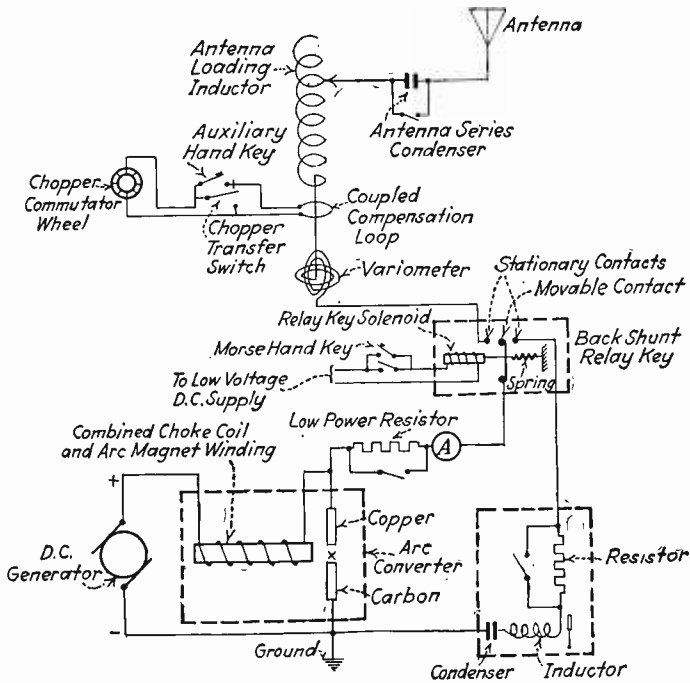 Antenna
Antenna
Loading
Inductor
Antenna Series
Condenser
Auxiliary
Hand Key
Chopper
Commutator
Wheel
Chopper
Transfer
Switch
Coupled
Compensation
Loop
Variometer
Stationary Contacts
Movable Contact
Relay Key Solenoid
Back Shunt
Relay Key
Morse Hand Key
Spring
To Low Voltage
D.C. Supply
Low Power Resistor
A
Combined Choke Coil
and Arc Magnet Winding
+
Copper
Arc
Converter
Carbon
D.C.
Generator
Resistor
-
Ground
Condenser
Inductor